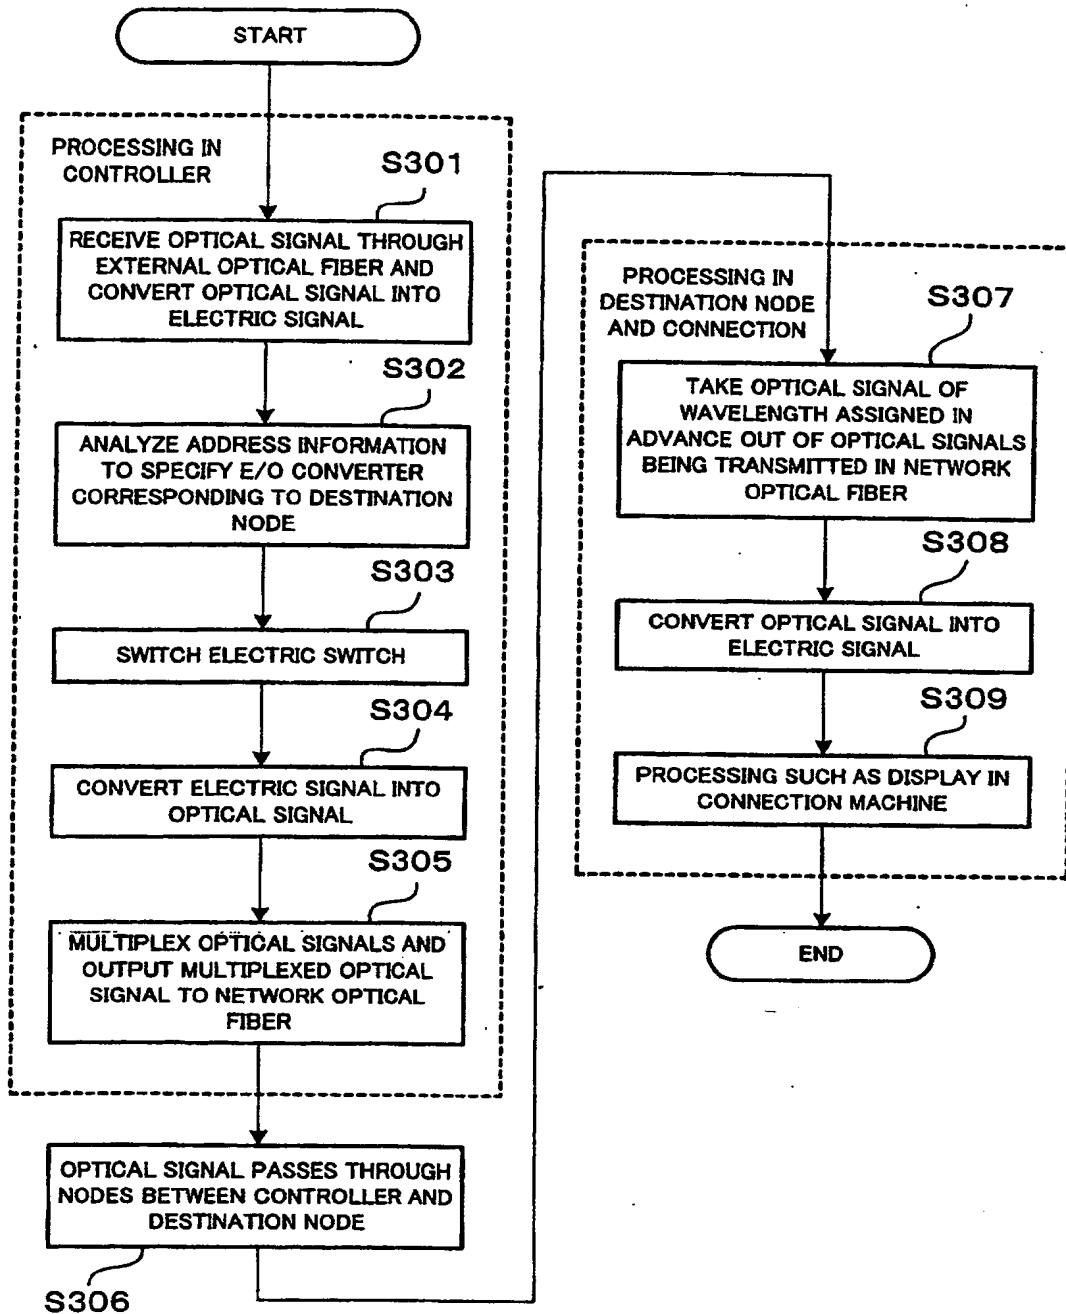 START
PROCESSING IN
CONTROLLER
S301
RECEIVE OPTICAL SIGNAL THROUGH
EXTERNAL OPTICAL FIBER AND
CONVERT OPTICAL SIGNAL INTO
ELECTRIC SIGNAL
S302
ANALYZE ADDRESS INFORMATION
TO SPECIFY E/O CONVERTER
CORRESPONDING TO DESTINATION
NODE
S303
SWITCH ELECTRIC SWITCH
S304
CONVERT ELECTRIC SIGNAL INTO
OPTICAL SIGNAL
S305
MULTIPLEX OPTICAL SIGNALS AND
OUTPUT MULTIPLEXED OPTICAL
SIGNAL TO NETWORK OPTICAL
FIBER
OPTICAL SIGNAL PASSES THROUGH
NODES BETWEEN CONTROLLER AND
DESTINATION NODE
S306
PROCESSING IN
DESTINATION NODE
AND CONNECTION
S307
TAKE OPTICAL SIGNAL OF
WAVELENGTH ASSIGNED IN
ADVANCE OUT OF OPTICAL SIGNALS
BEING TRANSMITTED IN NETWORK
OPTICAL FIBER
S308
CONVERT OPTICAL SIGNAL INTO
ELECTRIC SIGNAL
S309
PROCESSING SUCH AS DISPLAY IN
CONNECTION MACHINE
END